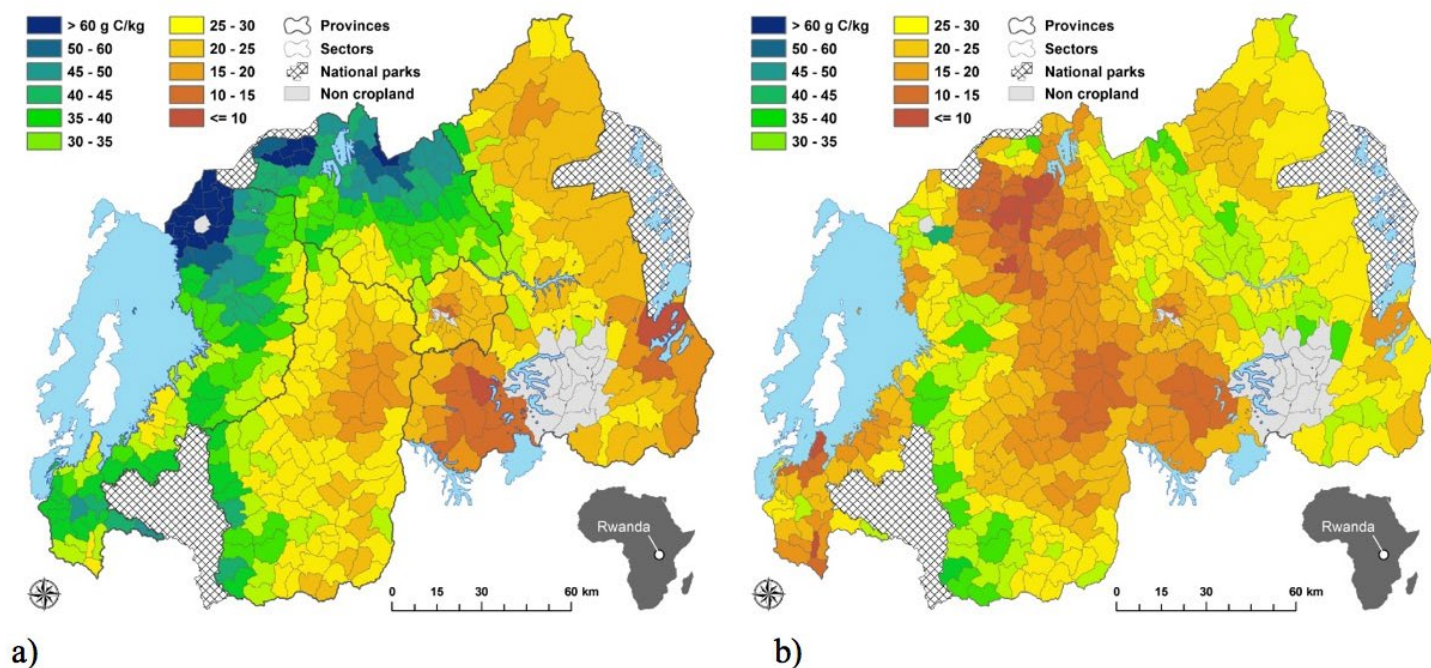 > 60 g C/kg
50 - 60
45 - 50
40 - 45
35 - 40
30 - 35
25 - 30
20 - 25
15 - 20
10 - 15
<= 10
Provinces
Sectors
National parks
Non cropland
Rwanda
0 15 30 60 km
a)
> 60 g C/kg
50 - 60
45 - 50
40 - 45
35 - 40
30 - 35
25 - 30
20 - 25
15 - 20
10 - 15
<= 10
Provinces
Sectors
National parks
Non cropland
Rwanda
0 15 30 60 km
b)